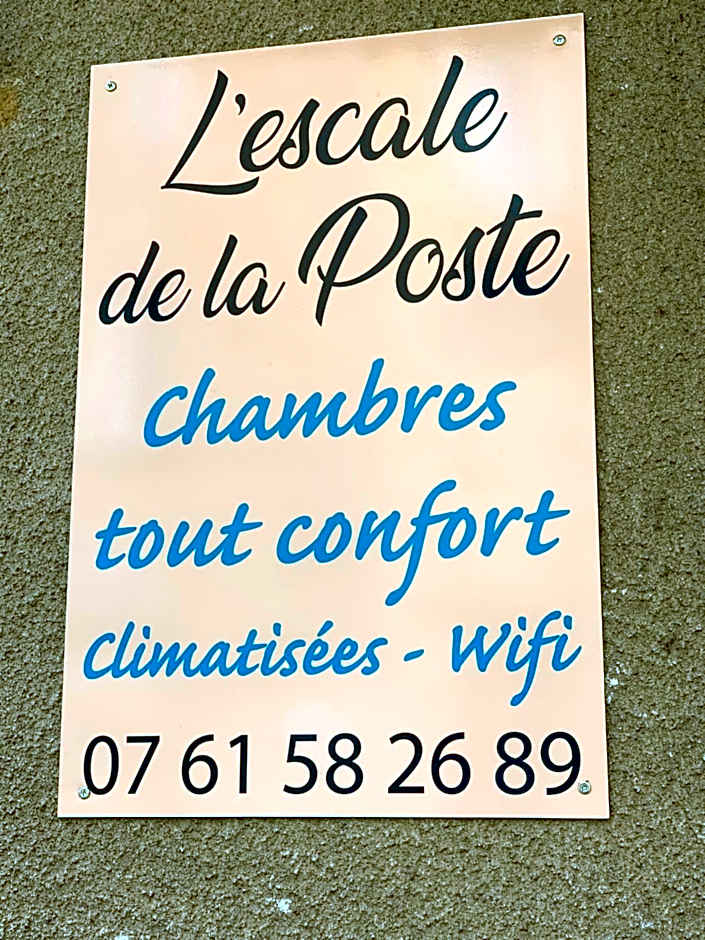 L'escale
de la Poste
Chambres
tout confort
Climatisées - Wifi
07 61 58 26 89